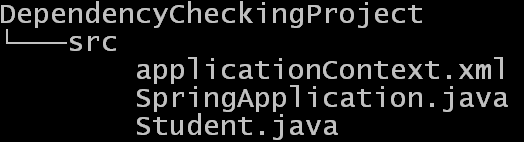 DependencyCheckingProject
└───src
applicationContext.xml
SpringApplication.java
Student.java